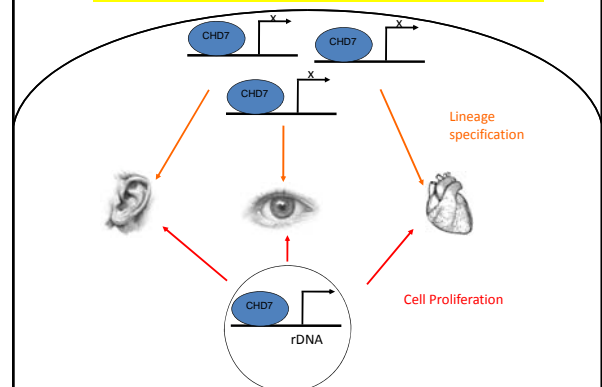 x
CHD7
x
CHD7
x
CHD7
Lineage
specification
Cell Proliferation
CHD7
rDNA